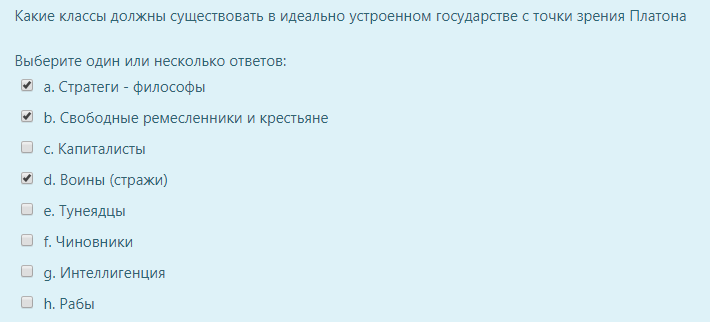 Какие классы должны существовать в идеально устроенном государстве с точки зрения Платона
Выберите один или несколько ответов:
a. Стратеги - философы
b. Свободные ремесленники и крестьяне
c. Капиталисты
d. Воины (стражи)
e. Тунеядцы
f. Чиновники
g. Интеллигенция
h. Рабы